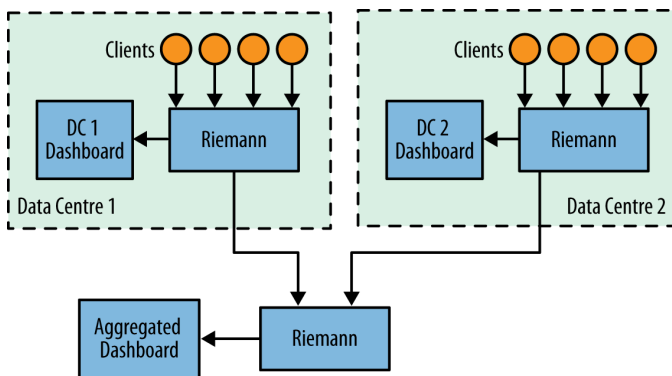 Clients
DC 1
Dashboard
Riemann
Data Centre 1
Clients
DC 2
Dashboard
Riemann
Data Centre 2
Aggregated
Dashboard
Riemann